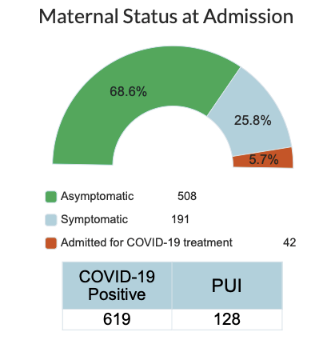 Maternal Status at Admission
68.6%
25.8%
5.7%
Asymptomatic 508
Symptomatic 191
Admitted for COVID-19 treatment 42
COVID-19
Positive
PUI
619 128